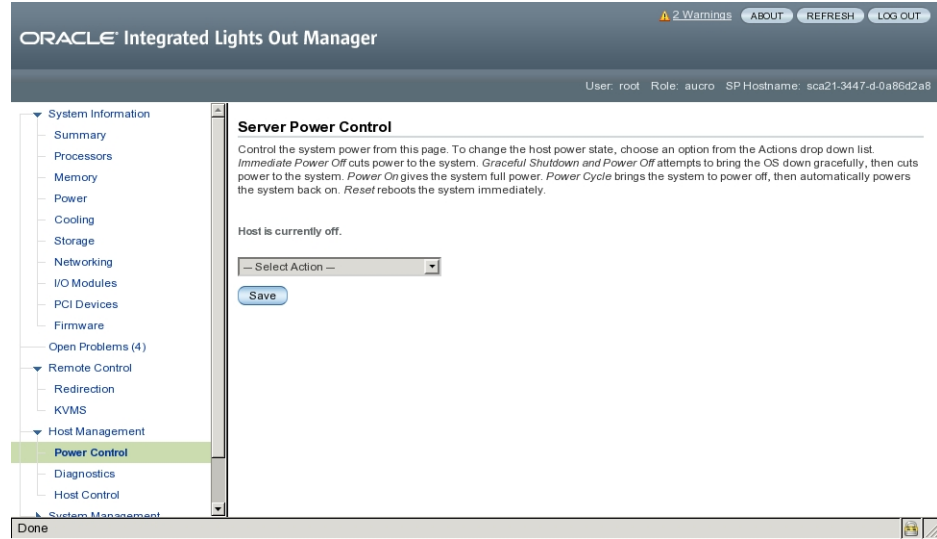 2 Warnings ABOUT REFRESH LOG OUT
ORACLE® Integrated Lights Out Manager
User: root Role: aucro SP Hostname: sca21-3447-d-0a86d2a8
System Information
Summary
Processors
Memory
Power
Cooling
Storage
Networking
I/O Modules
PCI Devices
Firmware
Open Problems (4)
Remote Control
Redirection
KVMS
Host Management
Power Control
Diagnostics
Host Control
System Management
Server Power Control
Control the system power from this page. To change the host power state, choose an option from the Actions drop down list.
Immediate Power Off cuts power to the system. Graceful Shutdown and Power Off attempts to bring the OS down gracefully, then cuts
power to the system. Power On gives the system full power. Power Cycle brings the system to power off, then automatically powers
the system back on. Reset reboots the system immediately.
Host is currently off.
— Select Action —
Save
Done